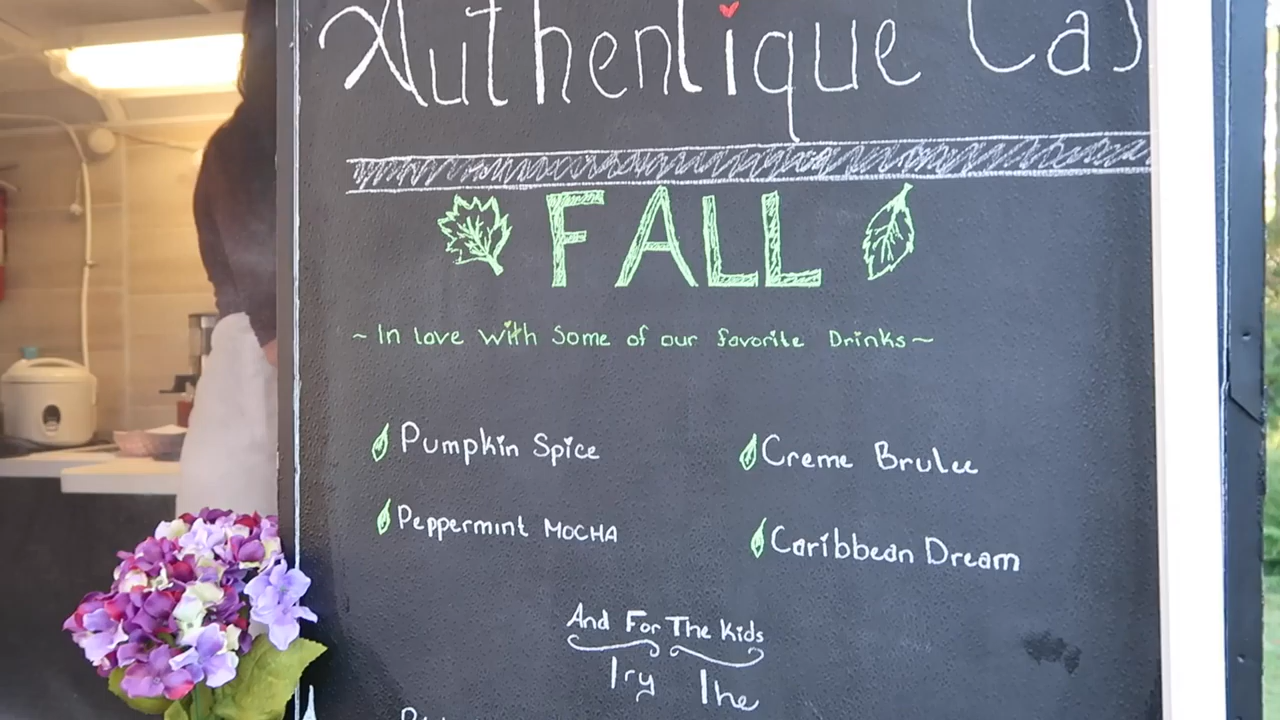 Authentique
FALL
~ In love with Some of our favorite Drinks ~
Pumpkin Spice
Creme Brulee
Peppermint MOCHA
Caribbean Dream
And For The Kids
Try The